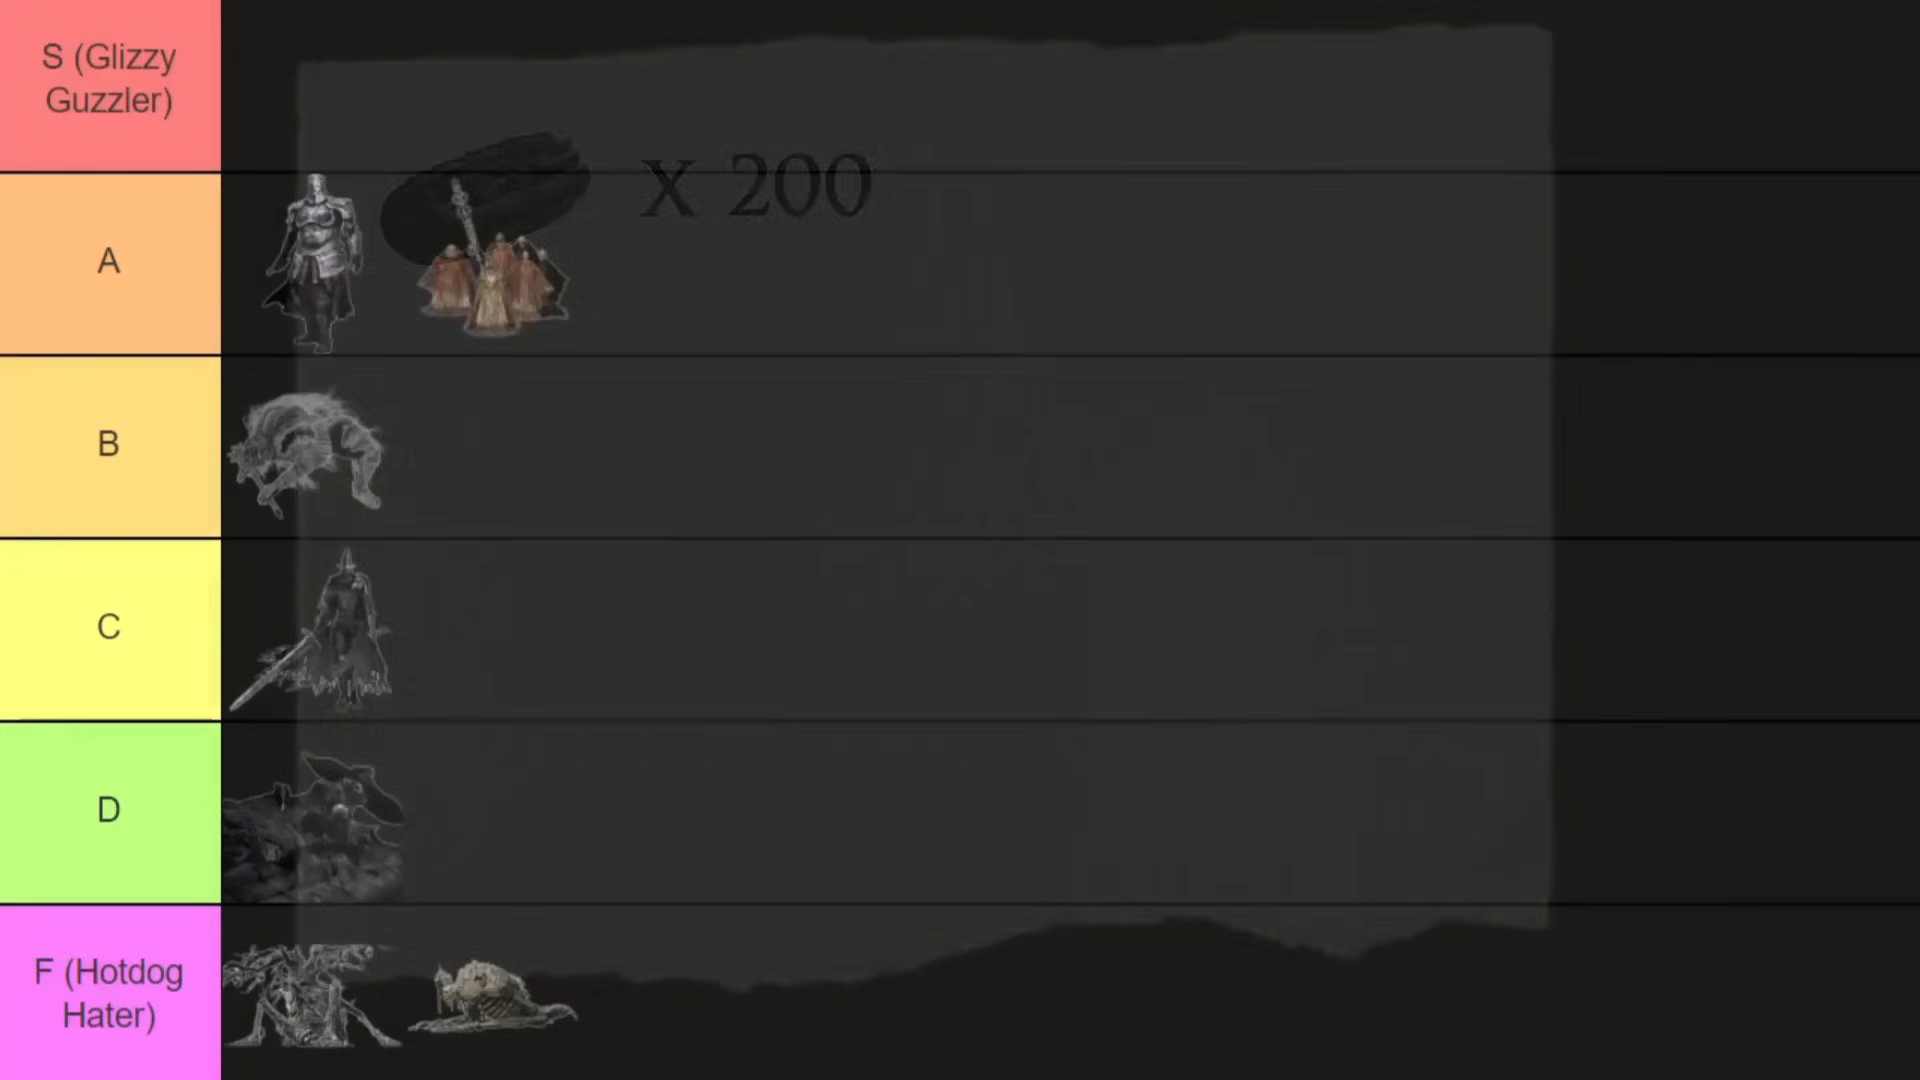 S (Glizzy
Guzzler)
X 200
A
B
C
D
F (Hotdog
Hater)